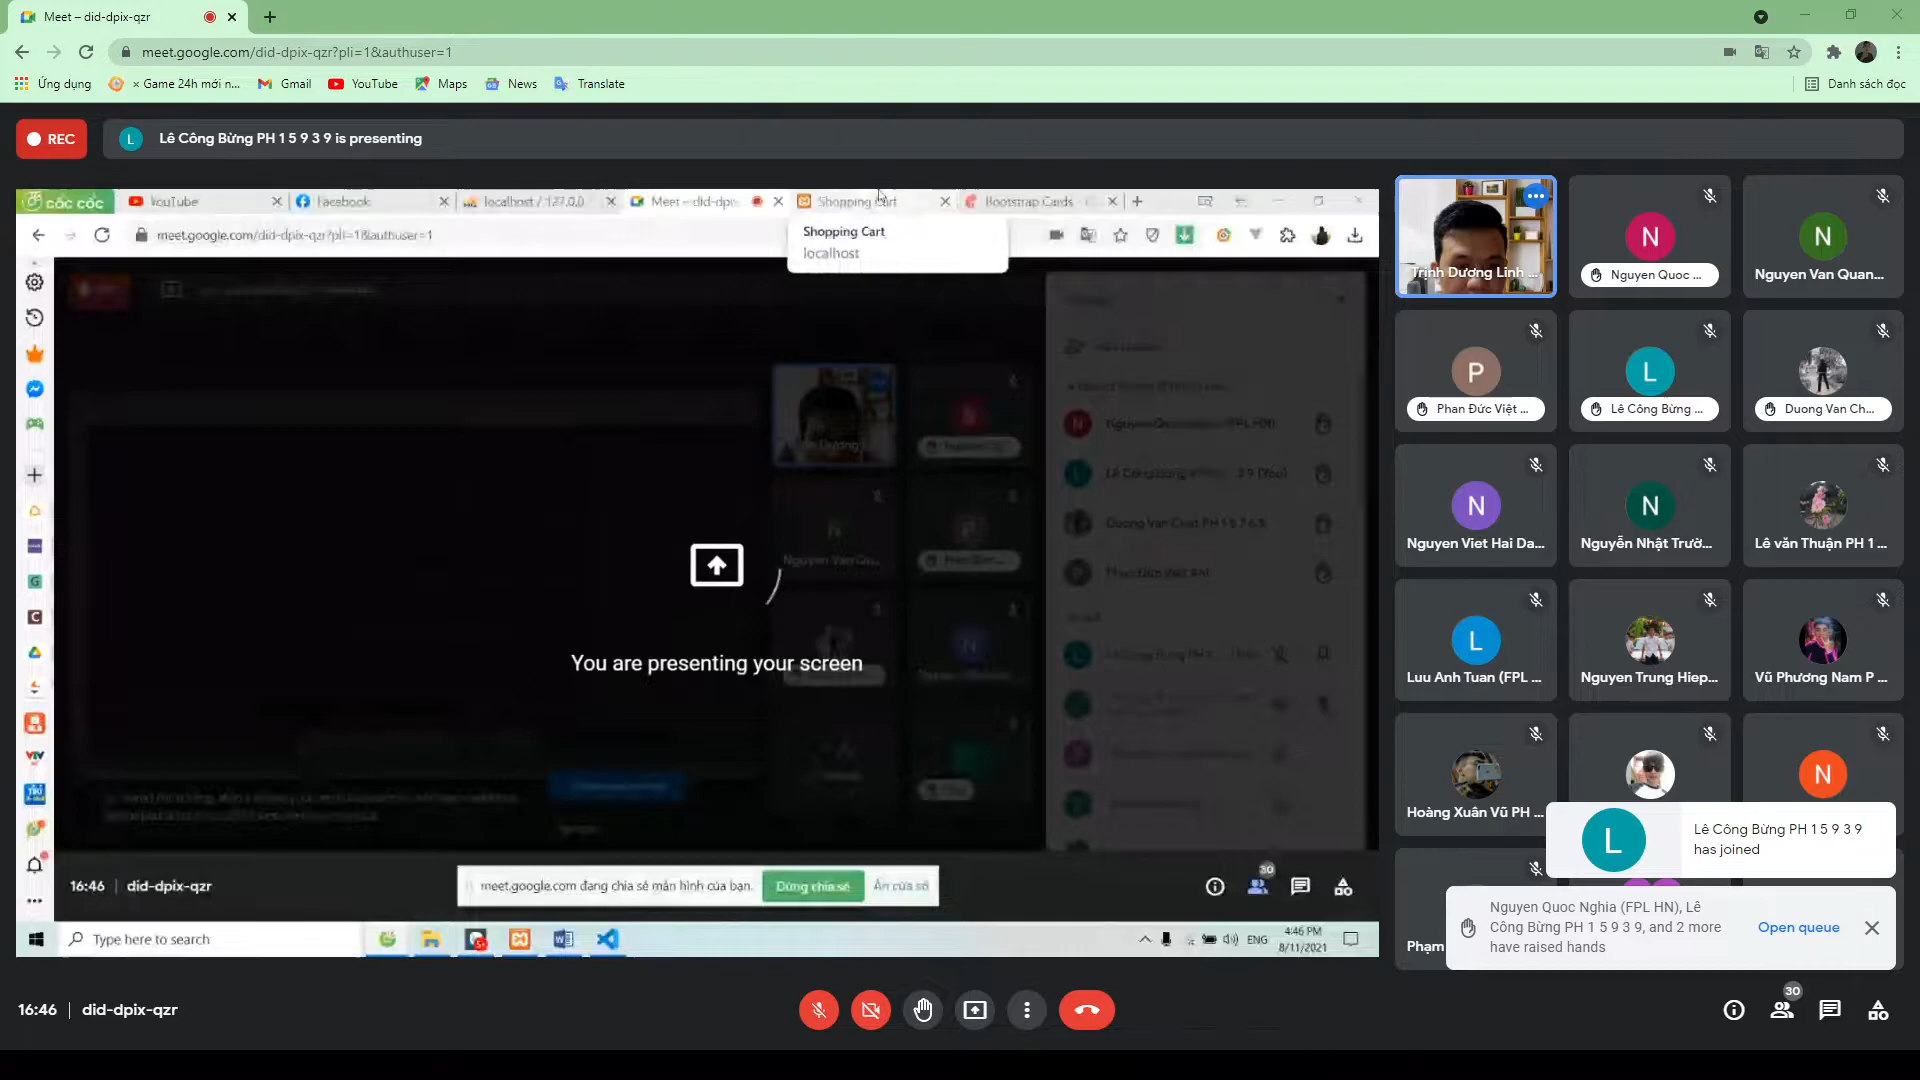 Meet – did-dpix-qzr
meet.google.com/did-dpix-qzr?pli=1&authuser=1
Ứng dụng
× Game 24h mới n...
Gmail
YouTube
Maps
News
Translate
Danh sách đọc
REC
L
Lê Công Bừng PH 1 5 9 3 9 is presenting
cốc cốc
YouTube
Facebook
localhost / 127.0.0
Meet – did-dpi
Shopping Cart
Bootstrap Cards
meet.google.com/did-dpix-qzr?pli=1&authuser=1
Shopping Cart
localhost
You are presenting your screen
16:46
did-dpix-qzr
meet.google.com đang chia sẻ màn hình của bạn.
Dừng chia sẻ
Ẩn cửa sổ
30
Type here to search
ENG
4:46 PM
8/11/2021
Trịnh Dương Linh ...
N
Nguyen Quoc ...
N
Nguyen Van Quan...
P
Phan Đức Việt ...
L
Lê Công Bừng ...
Duong Van Ch...
N
Nguyen Viet Hai Da...
N
Nguyễn Nhật Trườ...
Lê văn Thuận PH 1 ...
L
Luu Anh Tuan (FPL ...
Nguyen Trung Hiep...
Vũ Phương Nam P ...
Hoàng Xuân Vũ PH ...
N
L
Lê Công Bừng PH 1 5 9 3 9
has joined
Phạm
Nguyen Quoc Nghia (FPL HN), Lê
Công Bừng PH 1 5 9 3 9, and 2 more
have raised hands
Open queue
16:46
did-dpix-qzr
30